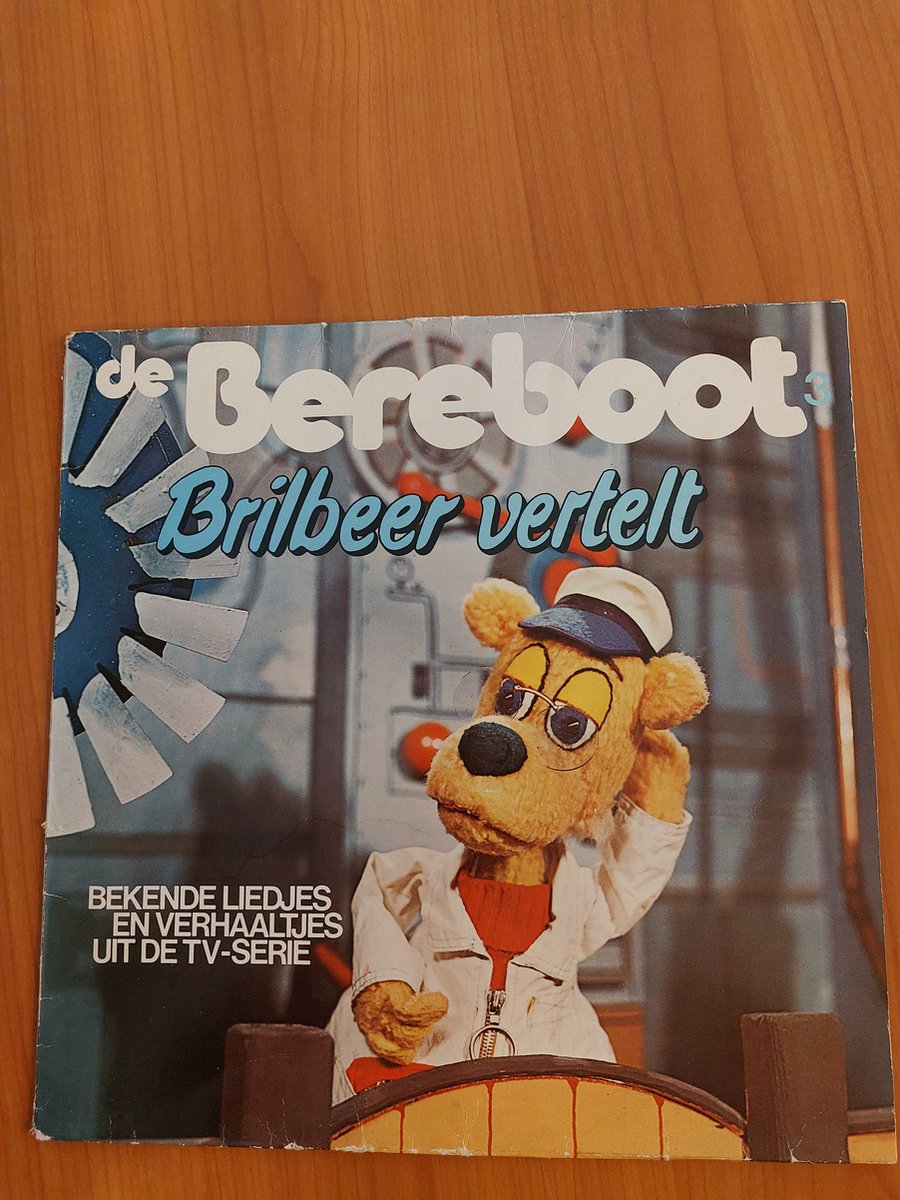 de Bereboot 3
Brilbeer vertelt
BEKENDE LIEDJES
EN VERHAALTJES
UIT DE TV-SERIE